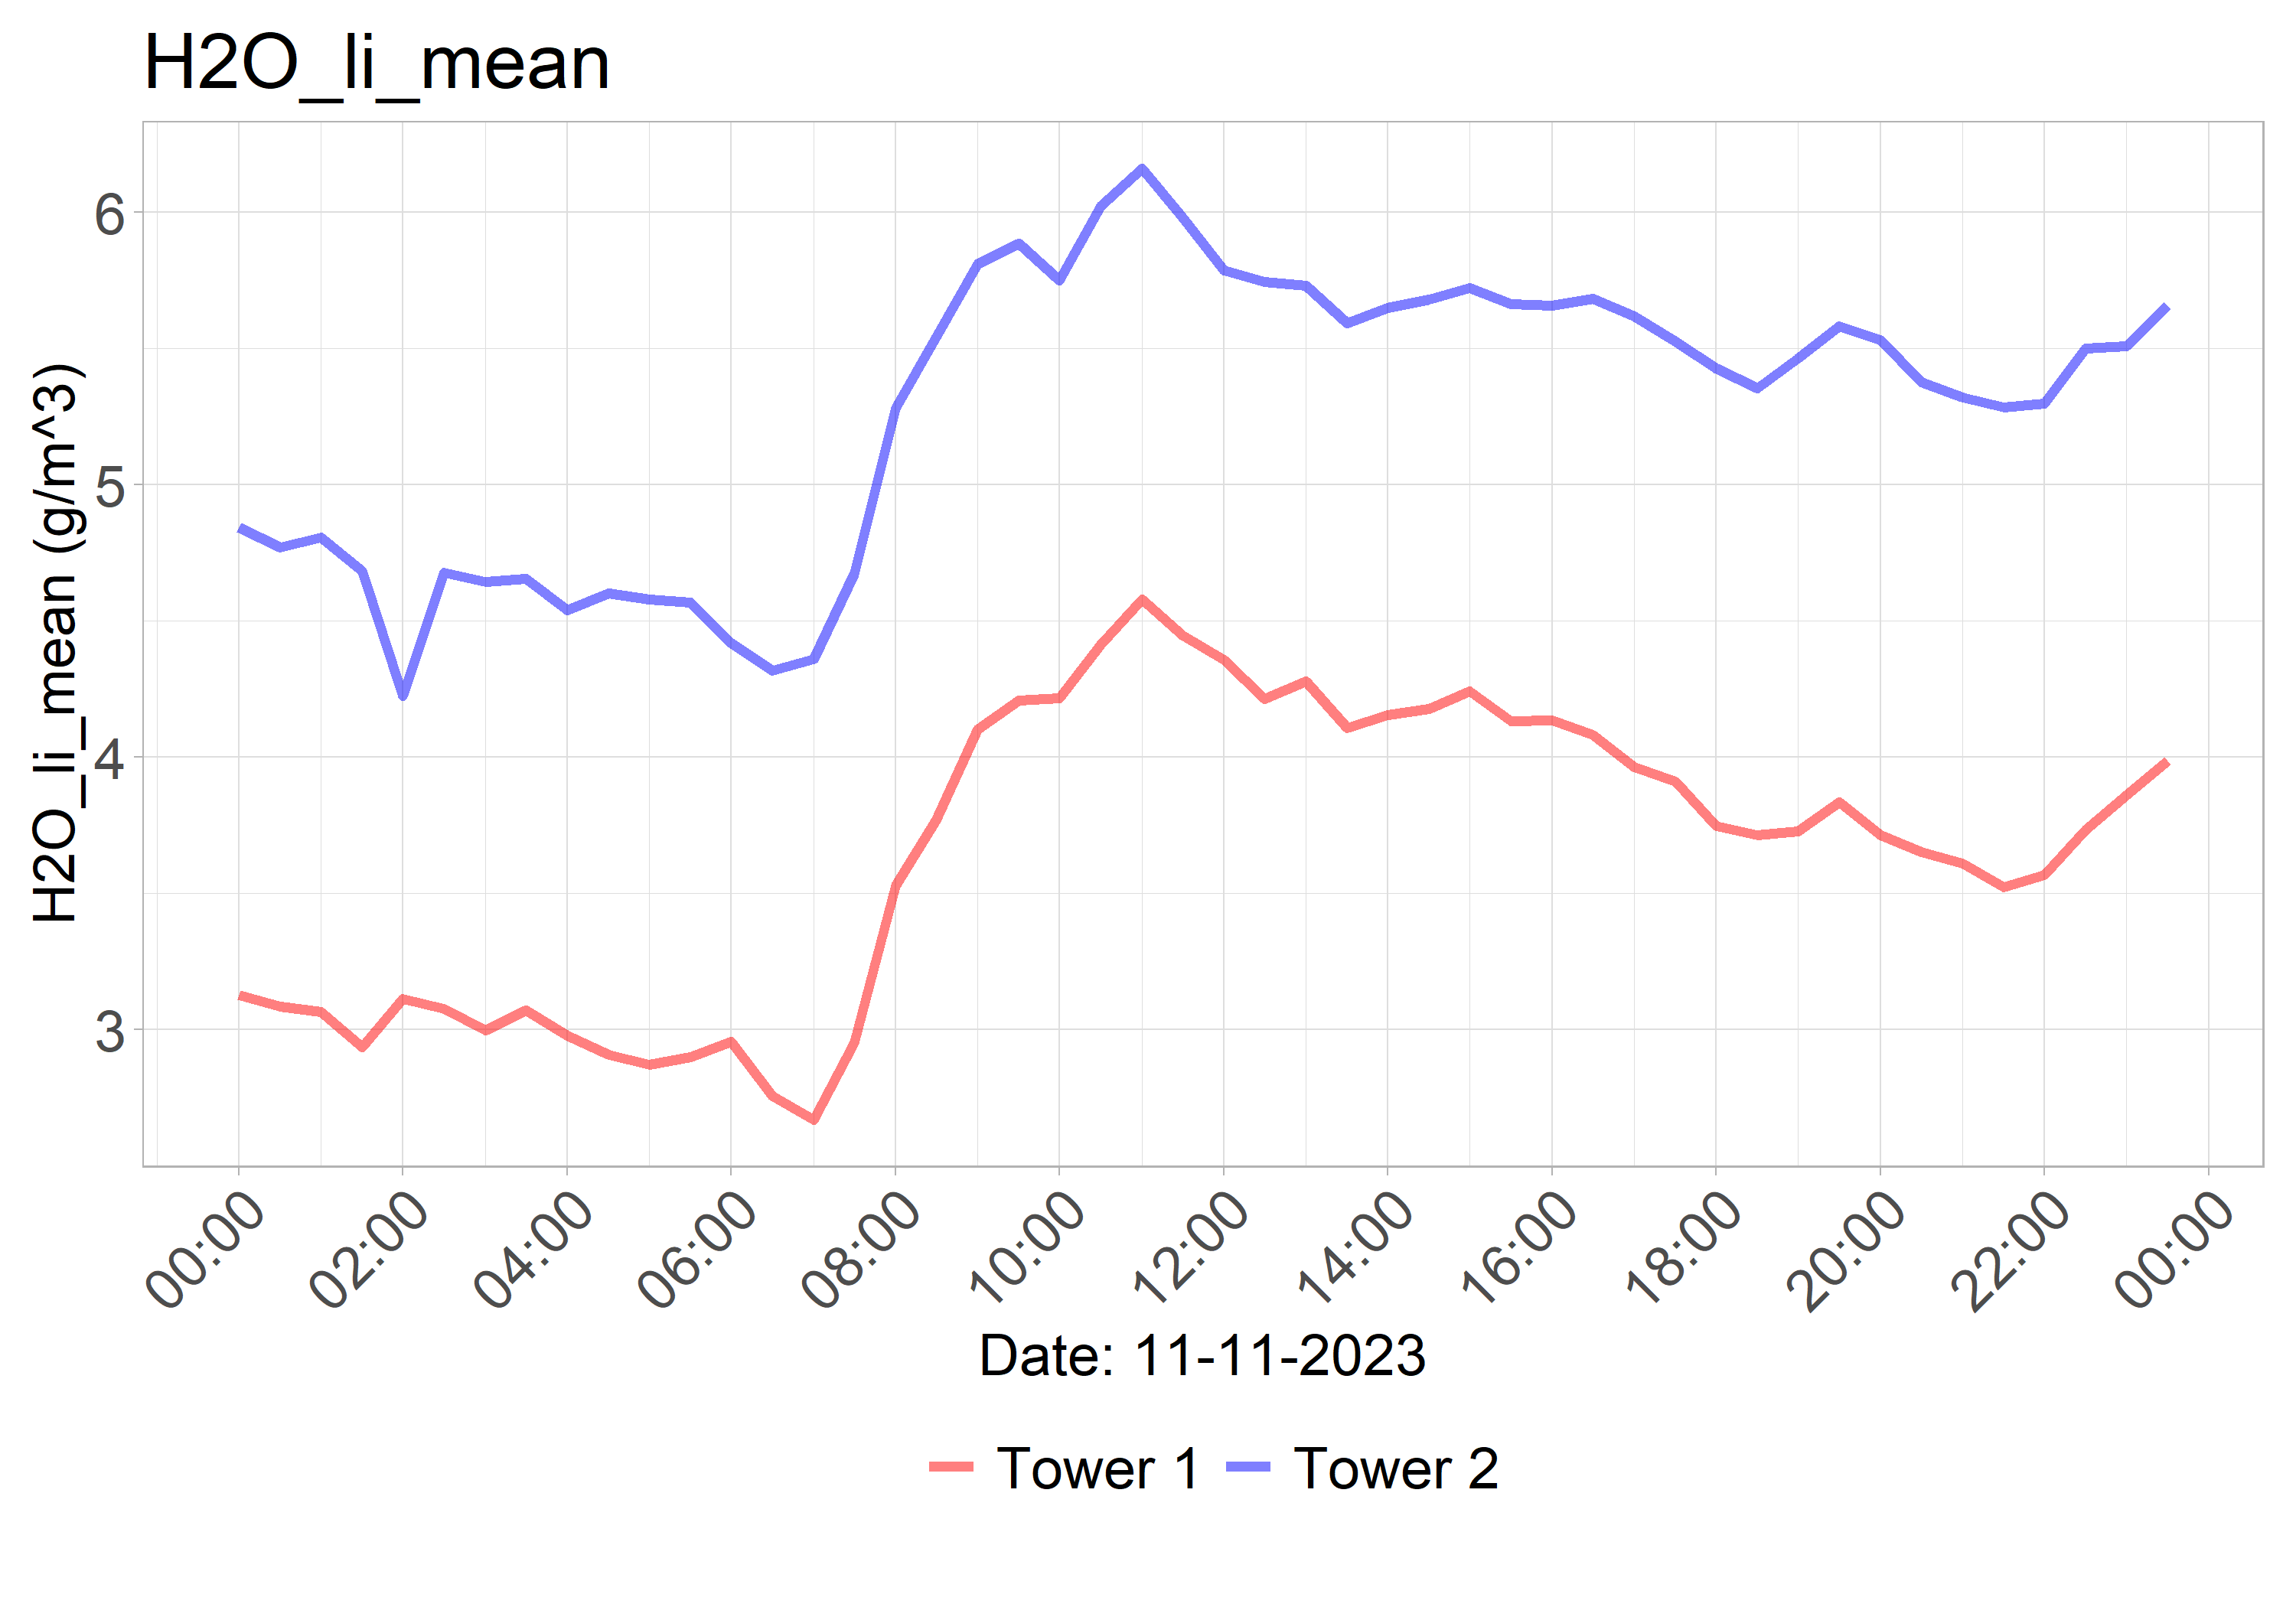 H2O_li_mean
H2O_li_mean (g/m^3)
6
5
4
3
00:00 02:00 04:00 06:00 08:00 10:00 12:00 14:00 16:00 18:00 20:00 22:00 00:00
Date: 11-11-2023
Tower 1 Tower 2